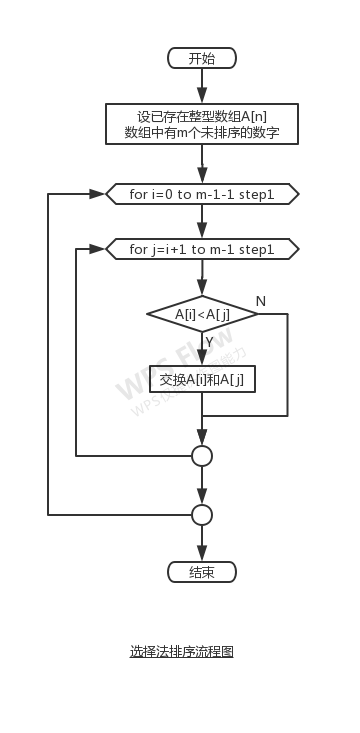 开始
设已存在整型数组A[n]
数组中有m个未排序的数字
for i=0 to m-1-1 step1
for j=i+1 to m-1 step1
A[i]<A[j]
N
Y
WPS Flow
交换A[i]和A[j]
结束
选择法排序流程图